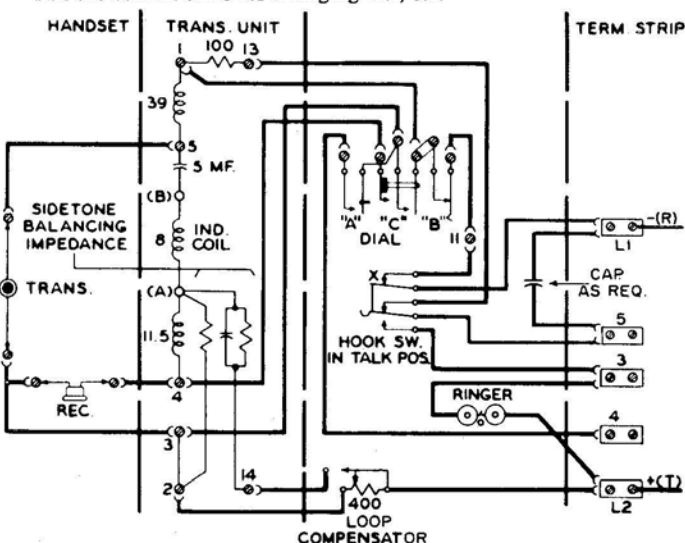 HANDSET
TRANS. UNIT
TERM. STRIP
1
100
13
39
5
5 MF.
(B)
SIDETONE
BALANCING
IMPEDANCE
8
IND.
COIL
"A"
"C"
"B"
DIAL
11
-(R)
L1
X
CAP.
AS REQ.
TRANS.
(A)
5
11.5
HOOK SW.
IN TALK POS.
3
RINGER
REC.
4
4
3
2
14
400
LOOP
COMPENSATOR
+(T)
L2